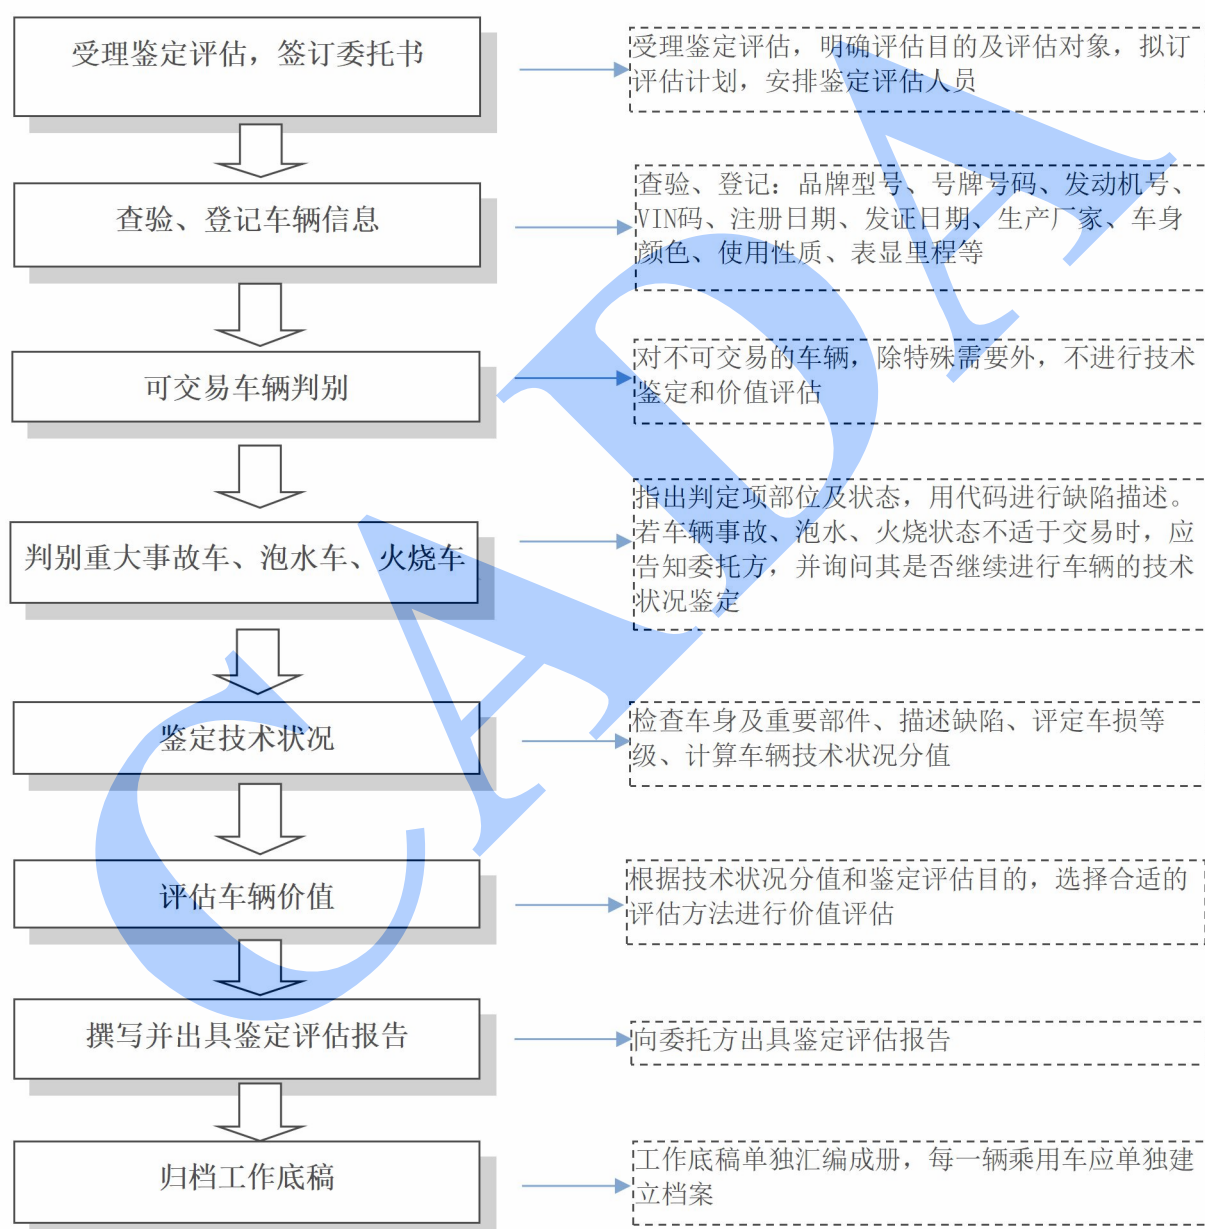 受理鉴定评估，签订委托书
受理鉴定评估，明确评估目的及评估对象，拟订
评估计划，安排鉴定评估人员
查验、登记车辆信息
查验、登记：品牌型号、号牌号码、发动机号、
VIN码、注册日期、发证日期、生产厂家、车身
颜色、使用性质、表显里程等
可交易车辆判别
对不可交易的车辆，除特殊需要外，不进行技术
鉴定和价值评估
判别重大事故车、泡水车、火烧车
指出判定项部位及状态，用代码进行缺陷描述。
若车辆事故、泡水、火烧状态不适于交易时，应
告知委托方，并询问其是否继续进行车辆的技术
状况鉴定
鉴定技术状况
检查车身及重要部件、描述缺陷、评定车损等
级、计算车辆技术状况分值
评估车辆价值
根据技术状况分值和鉴定评估目的，选择合适的
评估方法进行价值评估
撰写并出具鉴定评估报告
向委托方出具鉴定评估报告
归档工作底稿
工作底稿单独汇编成册，每一辆乘用车应单独建
立档案
CADA